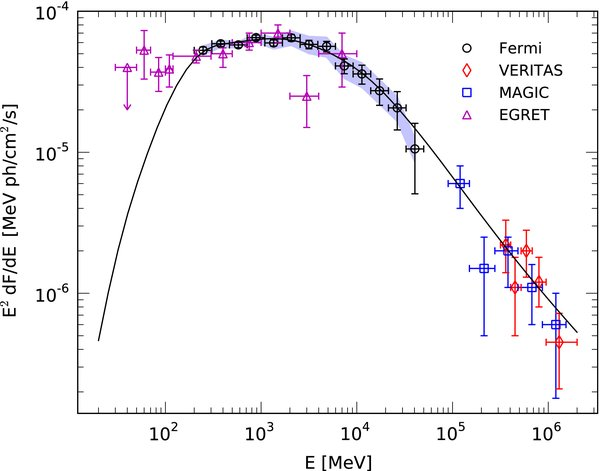 10⁻⁴
10⁻⁵
10⁻⁶
E² dF/dE [MeV ph/cm²/s]
Fermi
VERITAS
MAGIC
EGRET
10² 10³ 10⁴ 10⁵ 10⁶
E [MeV]